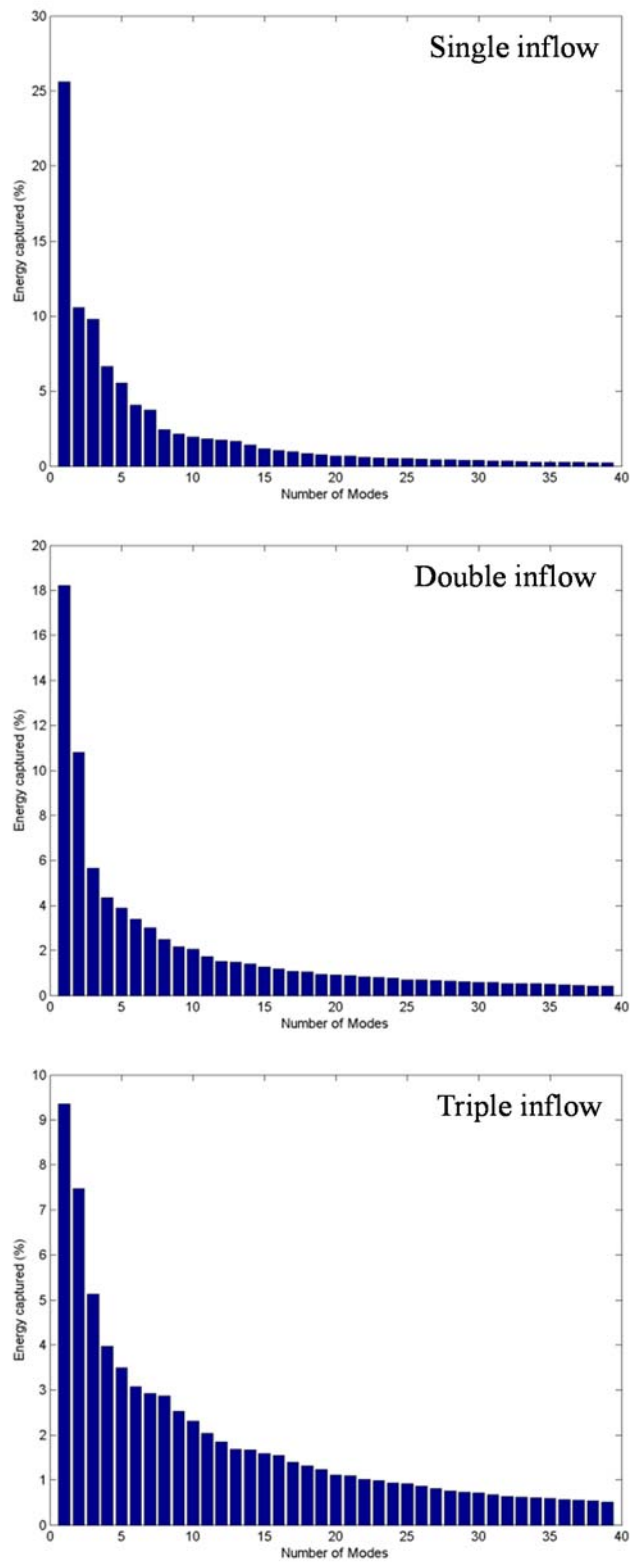 Single inflow
30
25
20
15
10
5
0
Energy captured (%)
0 5 10 15 20 25 30 35 40
Number of Modes
Double inflow
20
18
16
14
12
10
8
6
4
2
0
Energy captured (%)
0 5 10 15 20 25 30 35 40
Number of Modes
Triple inflow
10
9
8
7
6
5
4
3
2
1
0
Energy captured (%)
0 5 10 15 20 25 30 35 40
Number of Modes